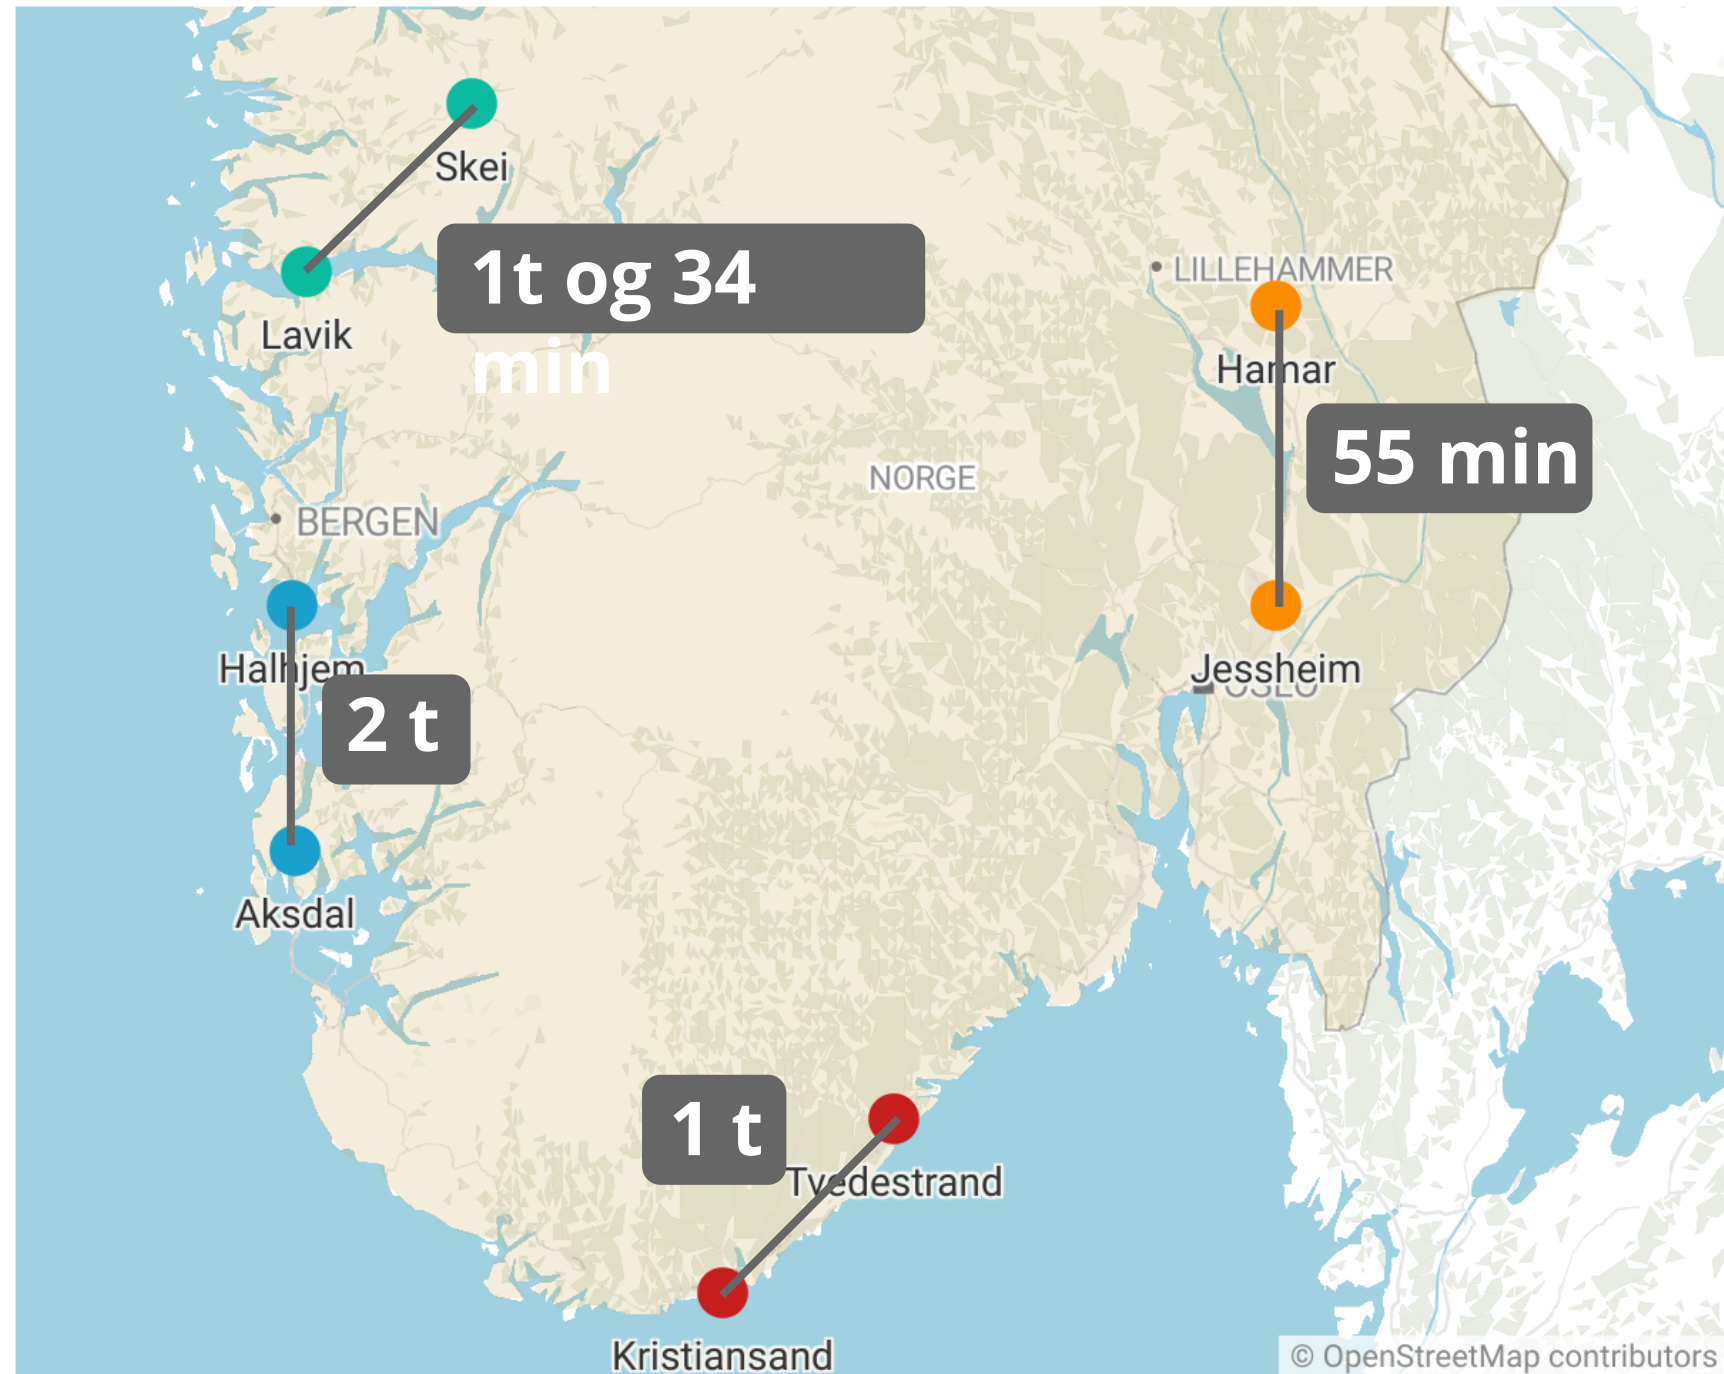 Skei
1t og 34
min
LILLEHAMMER
Lavik
Hamar
55 min
NORGE
BERGEN
Halhjem
Jessheim
OSLO
2 t
Aksdal
1 t
Tvedestrand
Kristiansand
© OpenStreetMap contributors